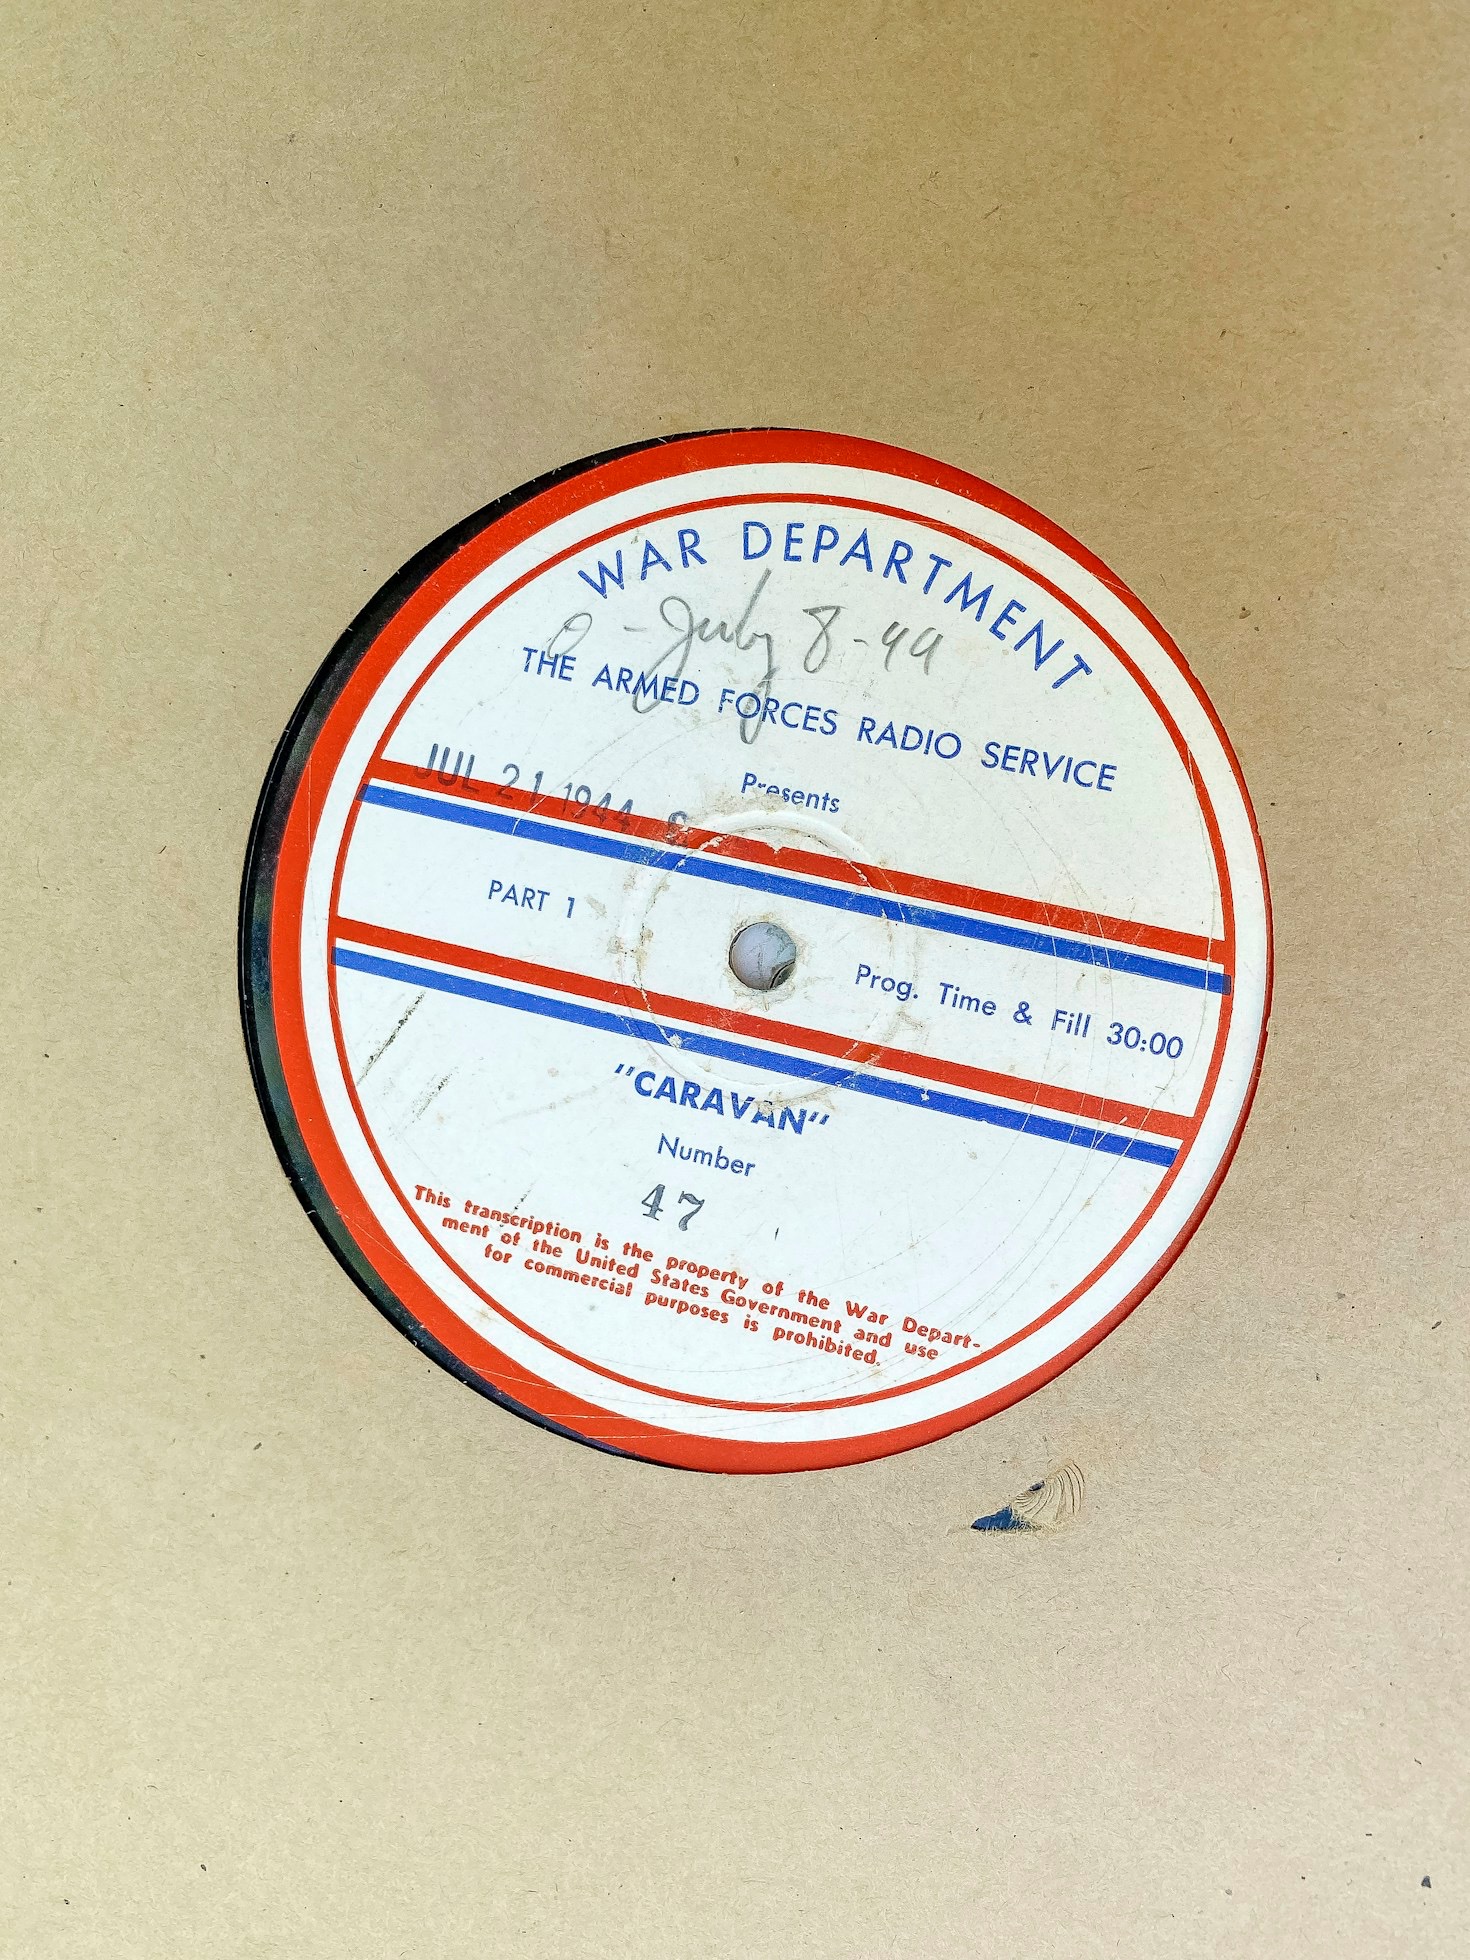 WAR DEPARTMENT
July 8-44
THE ARMED FORCES RADIO SERVICE
Presents
JUL 21 1944
PART 1
Prog. Time & Fill 30:00
"CARAVAN"
Number
47
This transcription is the property of the War Depart-
ment of the United States Government and use
for commercial purposes is prohibited.